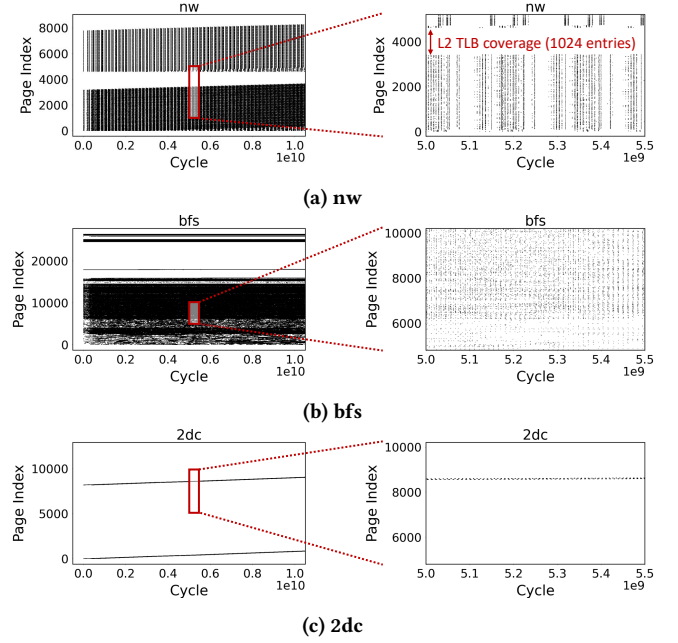 nw
nw
Page Index
8000
6000
4000
2000
0
0.0 0.2 0.4 0.6 0.8 1.0
Cycle
1e10
Page Index
4000
2000
0
L2 TLB coverage (1024 entries)
5.0 5.1 5.2 5.3 5.4 5.5
Cycle
1e9
(a) nw
bfs
bfs
Page Index
20000
10000
0
0.0 0.2 0.4 0.6 0.8 1.0
Cycle
1e10
Page Index
10000
8000
6000
5.0 5.1 5.2 5.3 5.4 5.5
Cycle
1e9
(b) bfs
2dc
2dc
Page Index
10000
5000
0
0.0 0.2 0.4 0.6 0.8 1.0
Cycle
1e10
Page Index
10000
8000
6000
5.0 5.1 5.2 5.3 5.4 5.5
Cycle
1e9
(c) 2dc